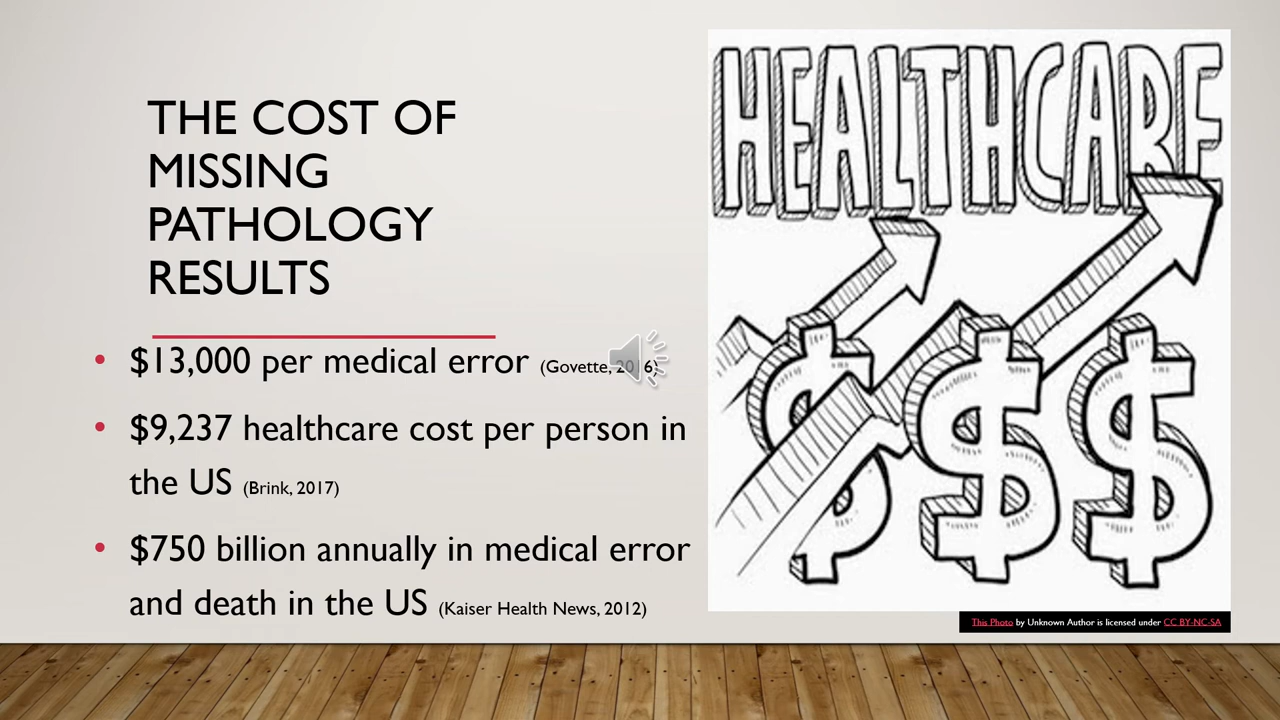 THE COST OF
MISSING
PATHOLOGY
RESULTS
• $13,000 per medical error (Govette, 2016)
• $9,237 healthcare cost per person in
the US (Brink, 2017)
• $750 billion annually in medical error
and death in the US (Kaiser Health News, 2012)
HEALTHCARE
$ $ $
This Photo by Unknown Author is licensed under CC BY-NC-SA